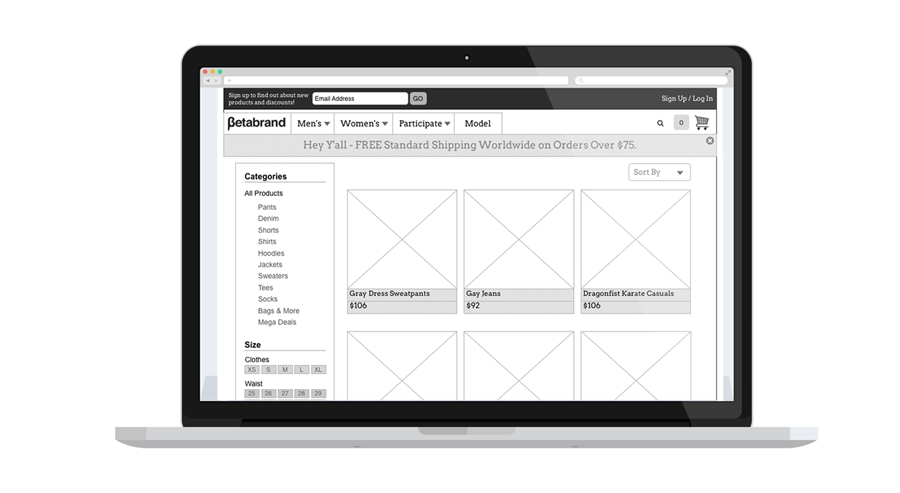 Sign up to find out about new
products and discounts!
Email Address
GO
Sign Up / Log In
βetabrand
Men's
Women's
Participate
Model
0
Hey Y'all - FREE Standard Shipping Worldwide on Orders Over $75.
Categories
All Products
Pants
Denim
Shorts
Shirts
Hoodies
Jackets
Sweaters
Tees
Socks
Bags & More
Mega Deals
Size
Clothes
XS S M L XL
Waist
25 26 27 28 29
Sort By
Gray Dress Sweatpants
$106
Gay Jeans
$92
Dragonfist Karate Casuals
$106